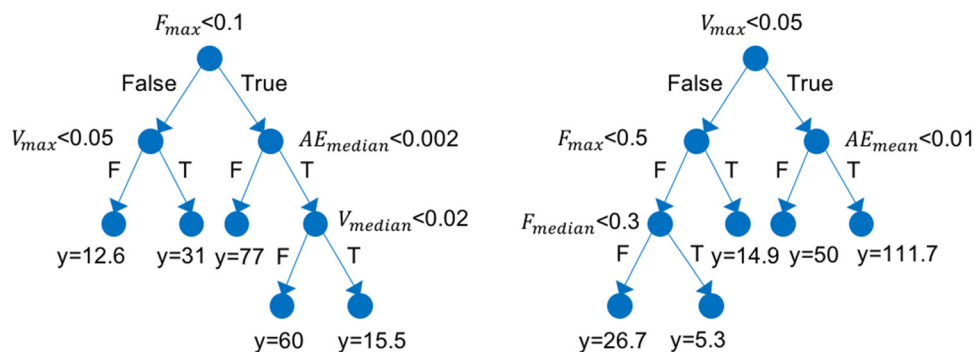 F_max<0.1
V_max<0.05
False
True
V_max<0.05
AE_median<0.002
F_max<0.5
AE_mean<0.01
F
T
F
T
F
T
F
T
V_median<0.02
F_median<0.3
y=12.6
y=31
y=77
F
T
F
T
y=14.9
y=50
y=111.7
y=60
y=15.5
y=26.7
y=5.3